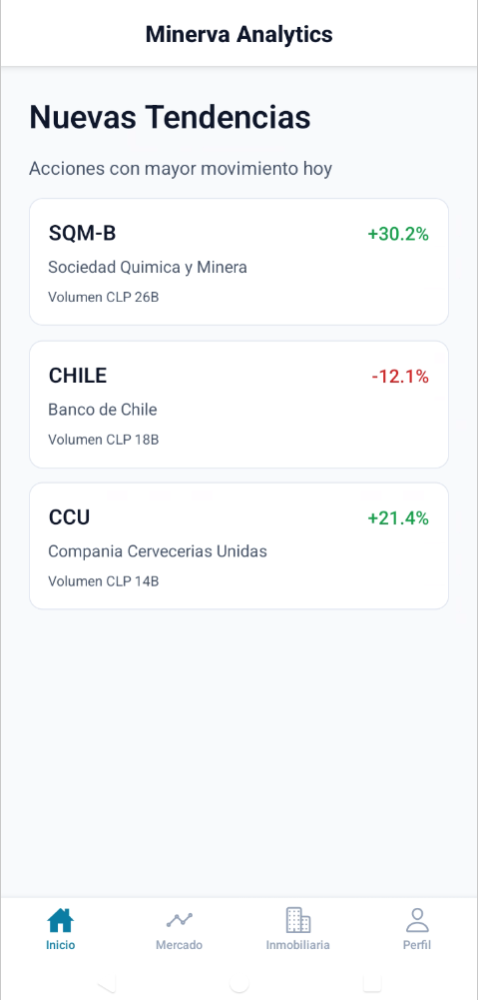 Minerva Analytics
Nuevas Tendencias
Acciones con mayor movimiento hoy
SQM-B
+30.2%
Sociedad Quimica y Minera
Volumen CLP 26B
CHILE
-12.1%
Banco de Chile
Volumen CLP 18B
CCU
+21.4%
Compania Cervecerias Unidas
Volumen CLP 14B
Inicio
Mercado
Inmobiliaria
Perfil